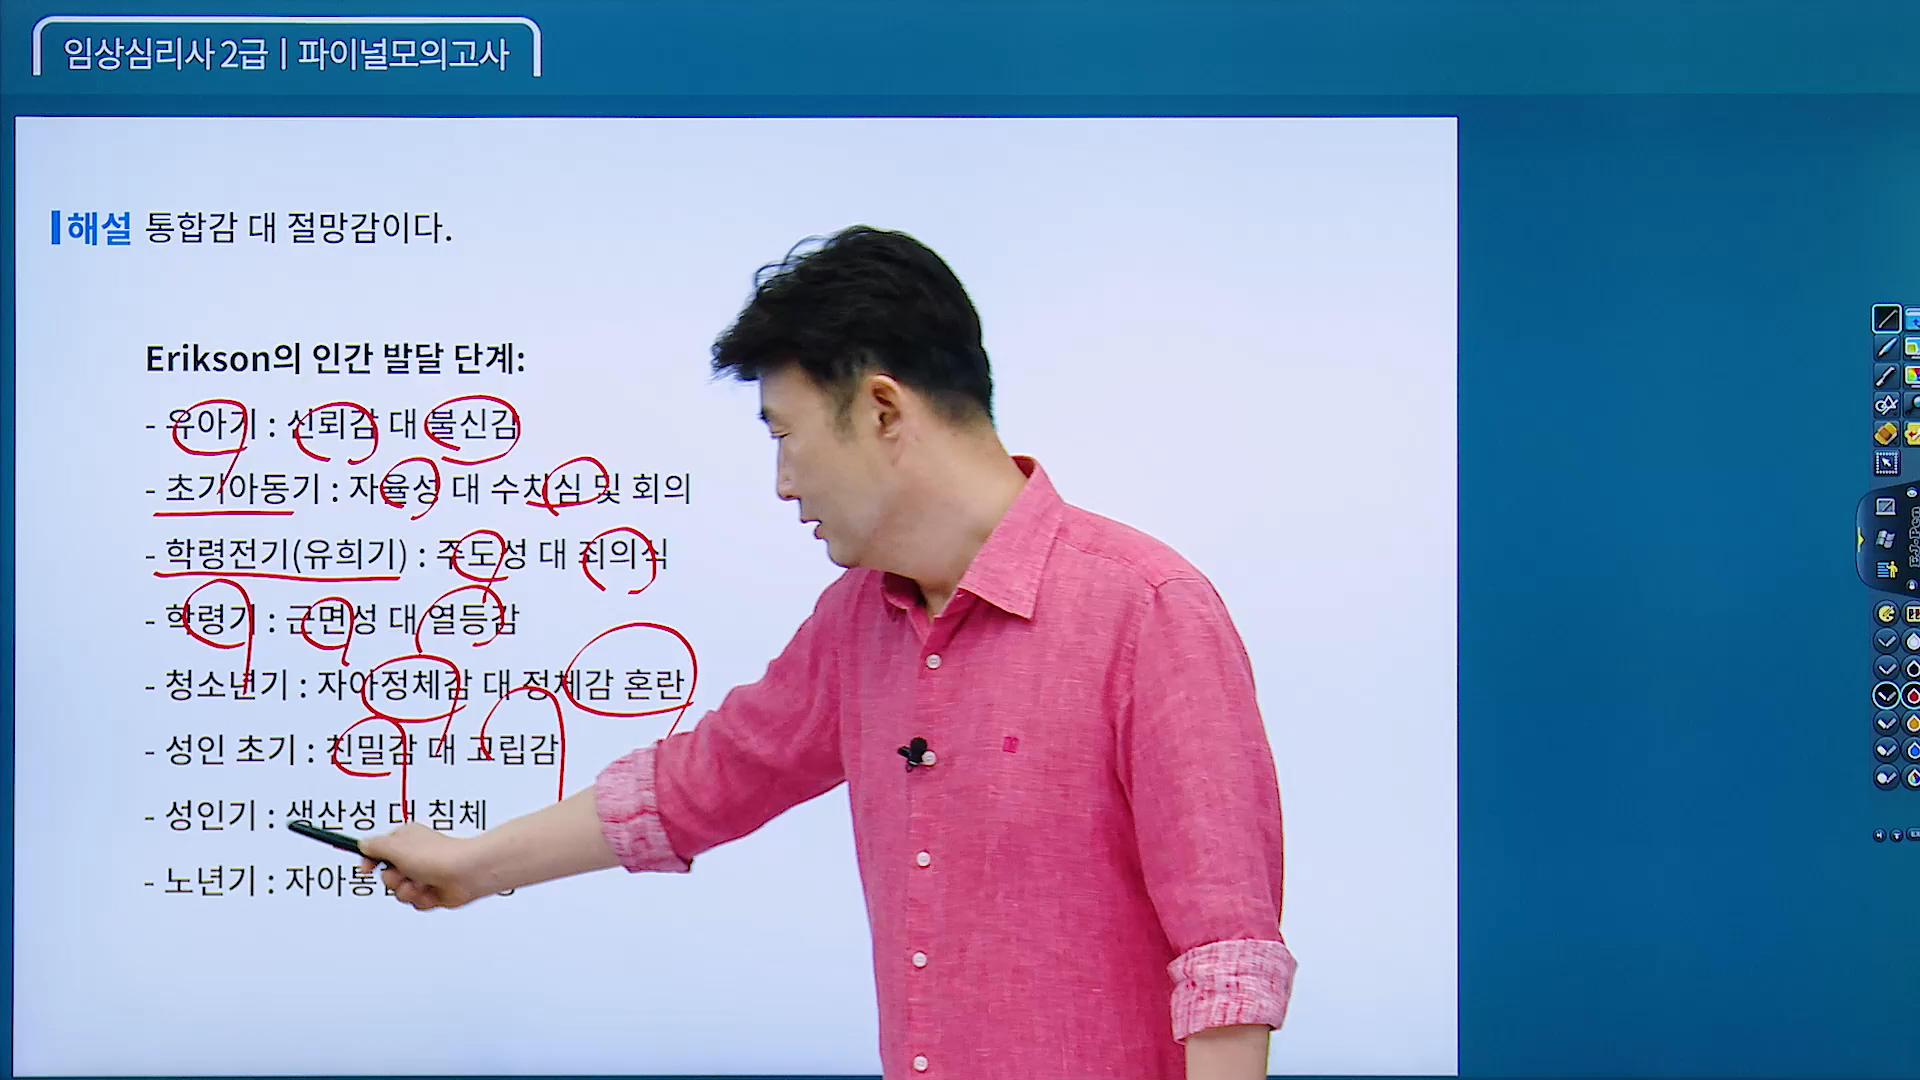 임상심리사 2급 | 파이널모의고사
해설 통합감 대 절망감이다.
Erikson의 인간 발달 단계:
- 유아기 : 신뢰감 대 불신감
- 초기아동기 : 자율성 대 수치심 및 회의
- 학령전기(유희기) : 주도성 대 죄의식
- 학령기 : 근면성 대 열등감
- 청소년기 : 자아정체감 대 정체감 혼란
- 성인 초기 : 친밀감 대 고립감
- 성인기 : 생산성 대 침체
- 노년기 : 자아통